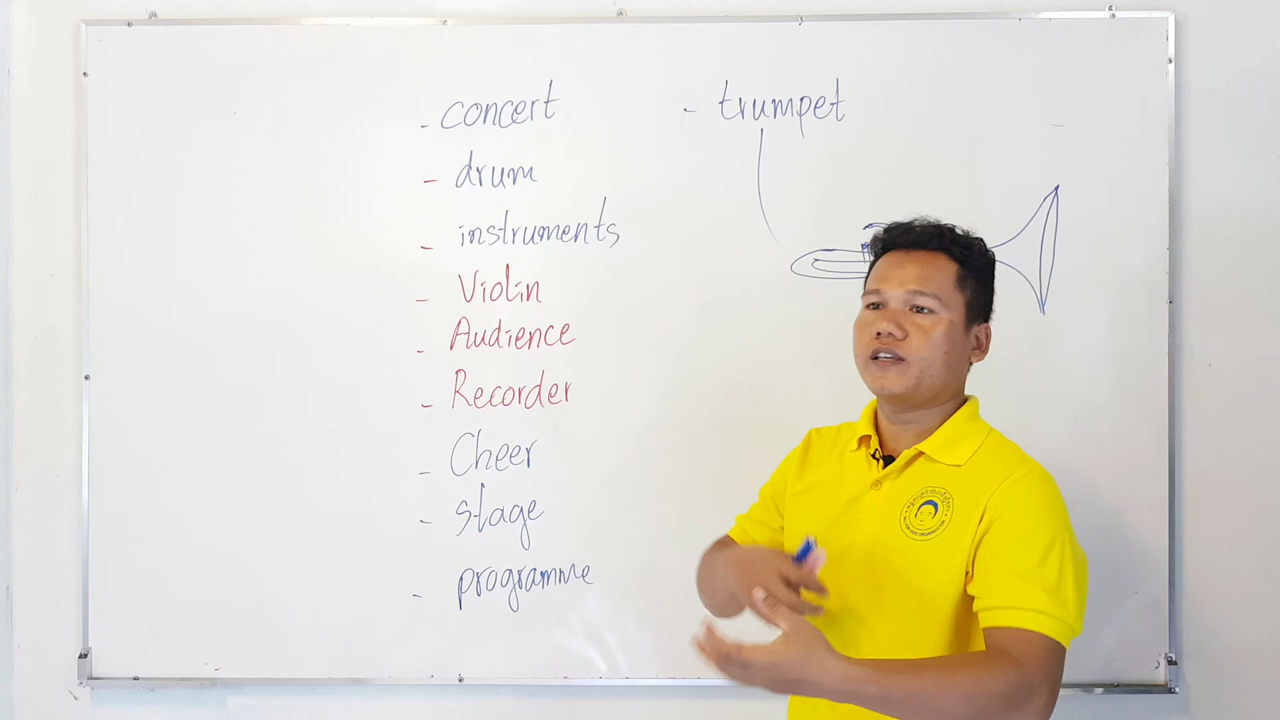 - concert
- drum
- instruments
- Violin
- Audience
- Recorder
- Cheer
- stage
- programme
- trumpet